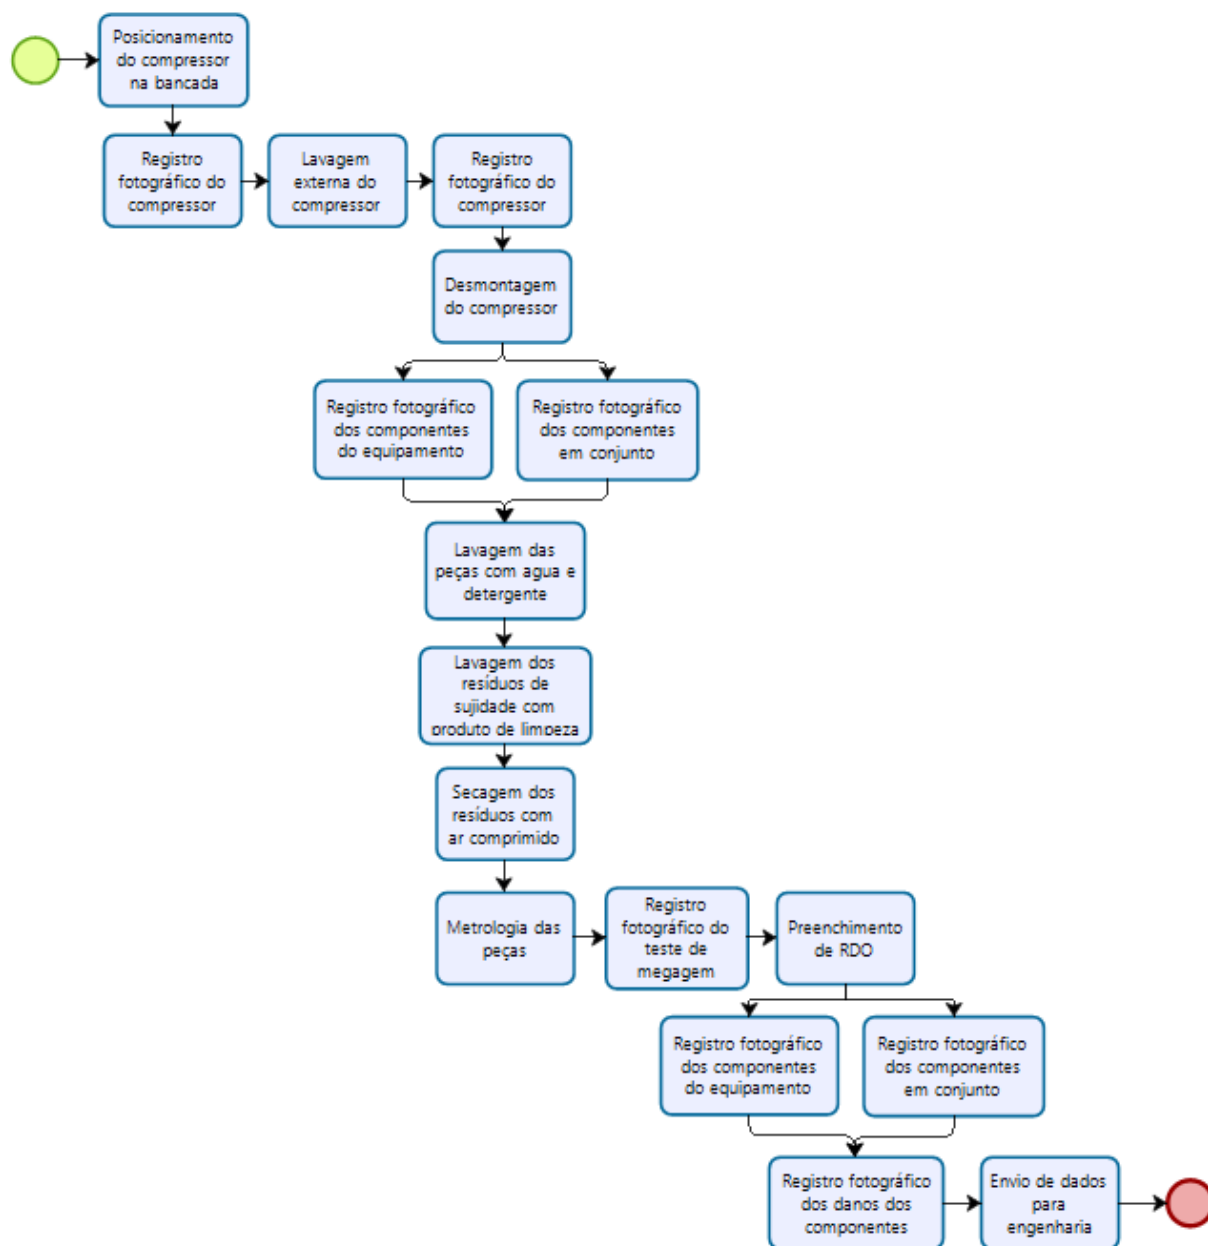 Posicionamento
do compressor
na bancada
Registro
fotográfico do
compressor
Lavagem
externa do
compressor
Registro
fotográfico do
compressor
Desmontagem
do compressor
Registro fotográfico
dos componentes
do equipamento
Registro fotográfico
dos componentes
em conjunto
Lavagem das
peças com agua e
detergente
Lavagem dos
resíduos de
sujidade com
produto de limpeza
Secagem dos
resíduos com
ar comprimido
Metrologia das
peças
Registro
fotográfico do
teste de
megagem
Preenchimento
de RDO
Registro fotográfico
dos componentes
do equipamento
Registro fotográfico
dos componentes
em conjunto
Registro fotográfico
dos danos dos
componentes
Envio de dados
para
engenharia